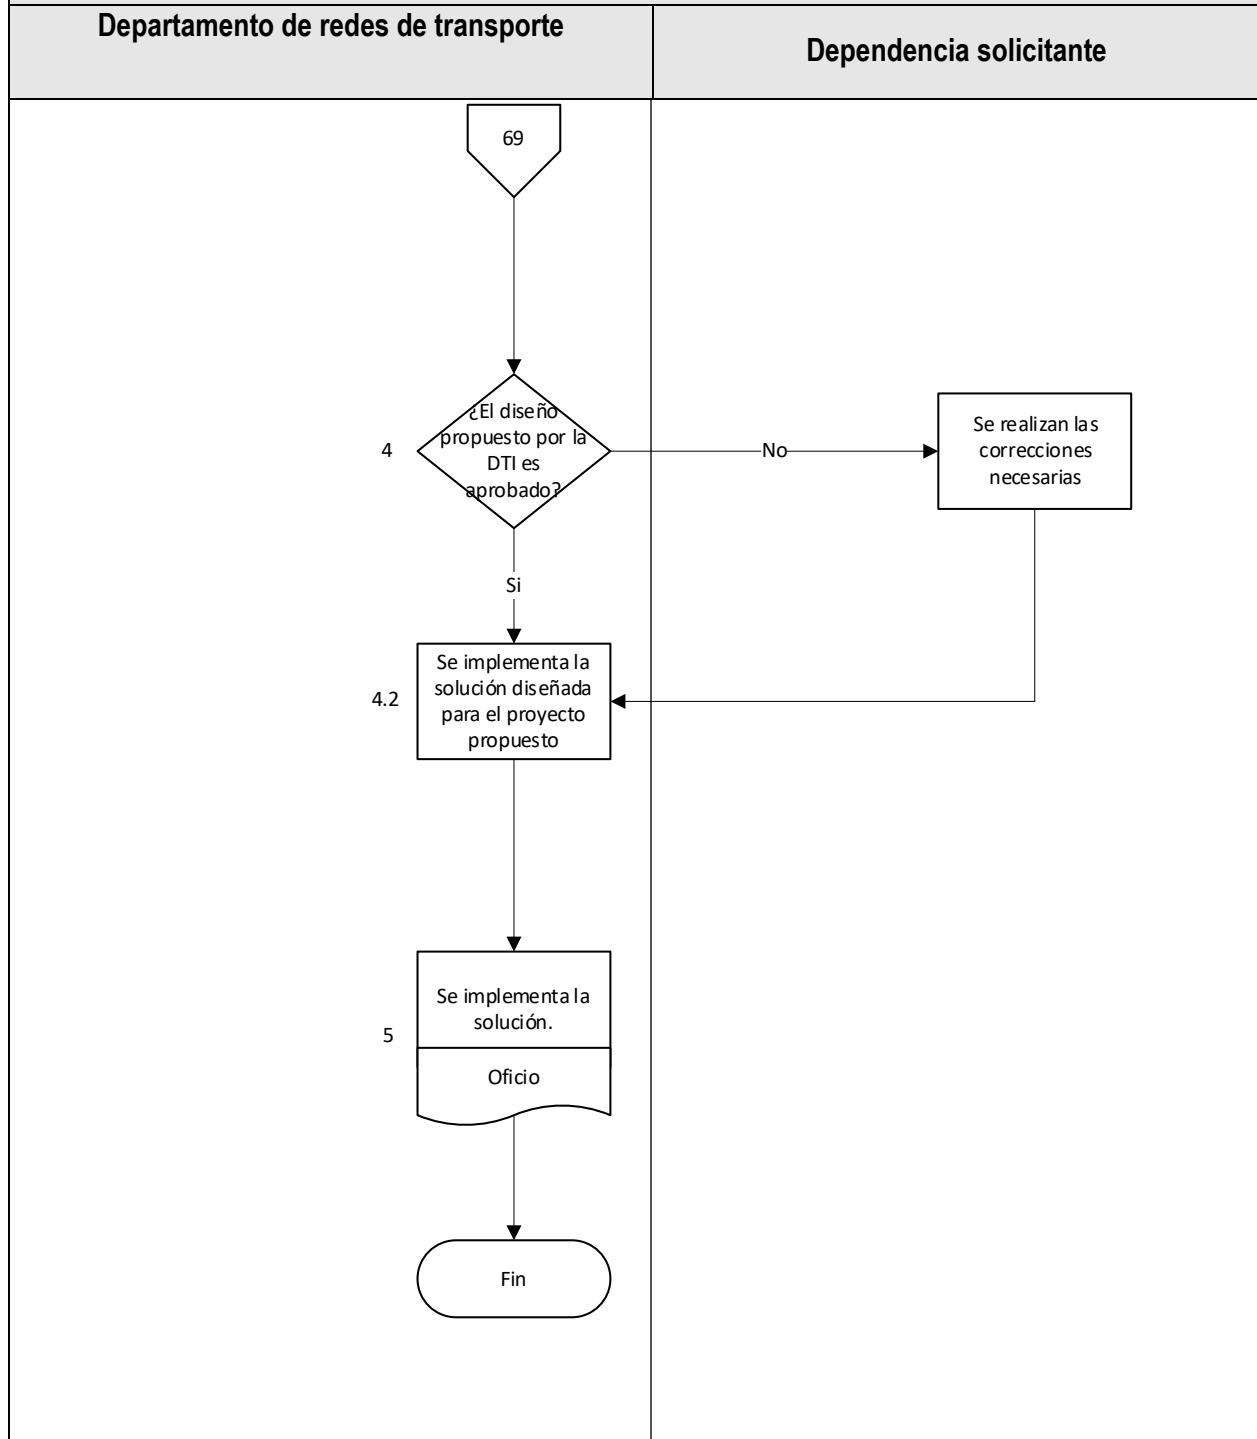 Departamento de redes de transporte
Dependencia solicitante
69
¿El diseño
propuesto por la
DTI es
aprobado?
4
No
Se realizan las
correcciones
necesarias
Si
Se implementa la
solución diseñada
para el proyecto
propuesto
4.2
Se implementa la
solución.
5
Oficio
Fin